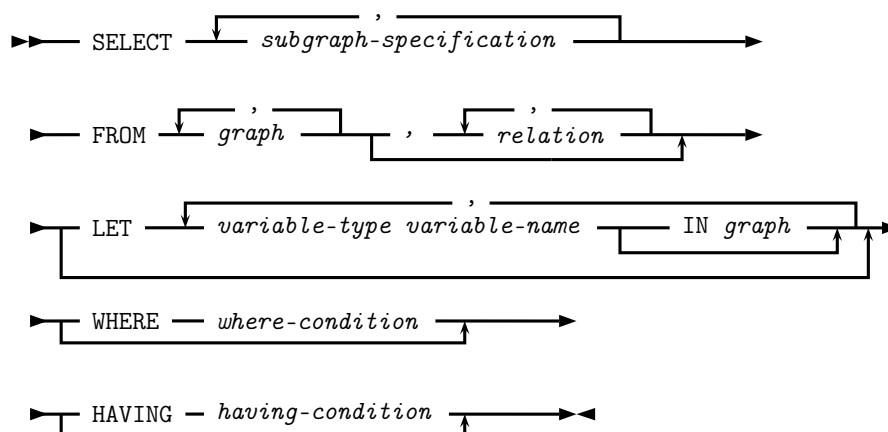 ,
SELECT subgraph-specification
, ,
FROM graph , relation
,
LET variable-type variable-name IN graph
WHERE where-condition
HAVING having-condition